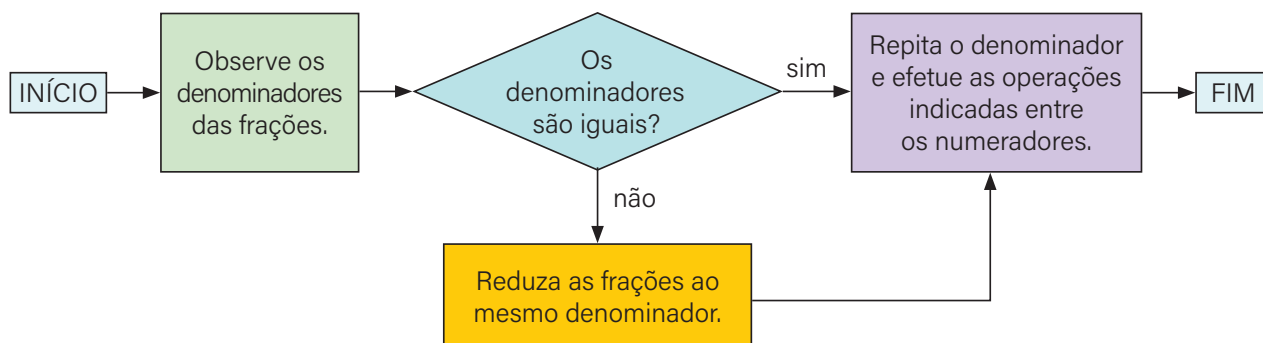 INÍCIO
Observe os
denominadores
das frações.
Os
denominadores
são iguais?
sim
Repita o denominador
e efetue as operações
indicadas entre
os numeradores.
FIM
não
Reduza as frações ao
mesmo denominador.